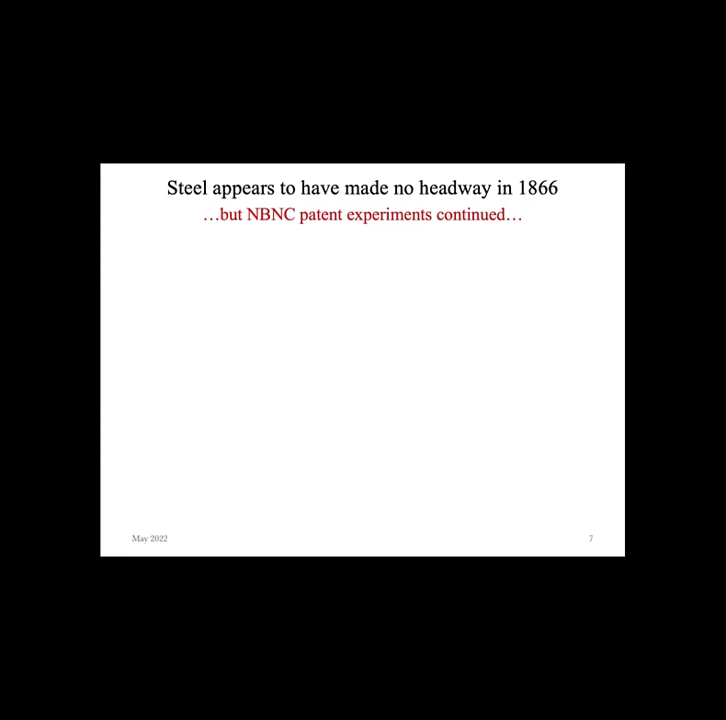 Steel appears to have made no headway in 1866
…but NBNC patent experiments continued…
May 2022
7